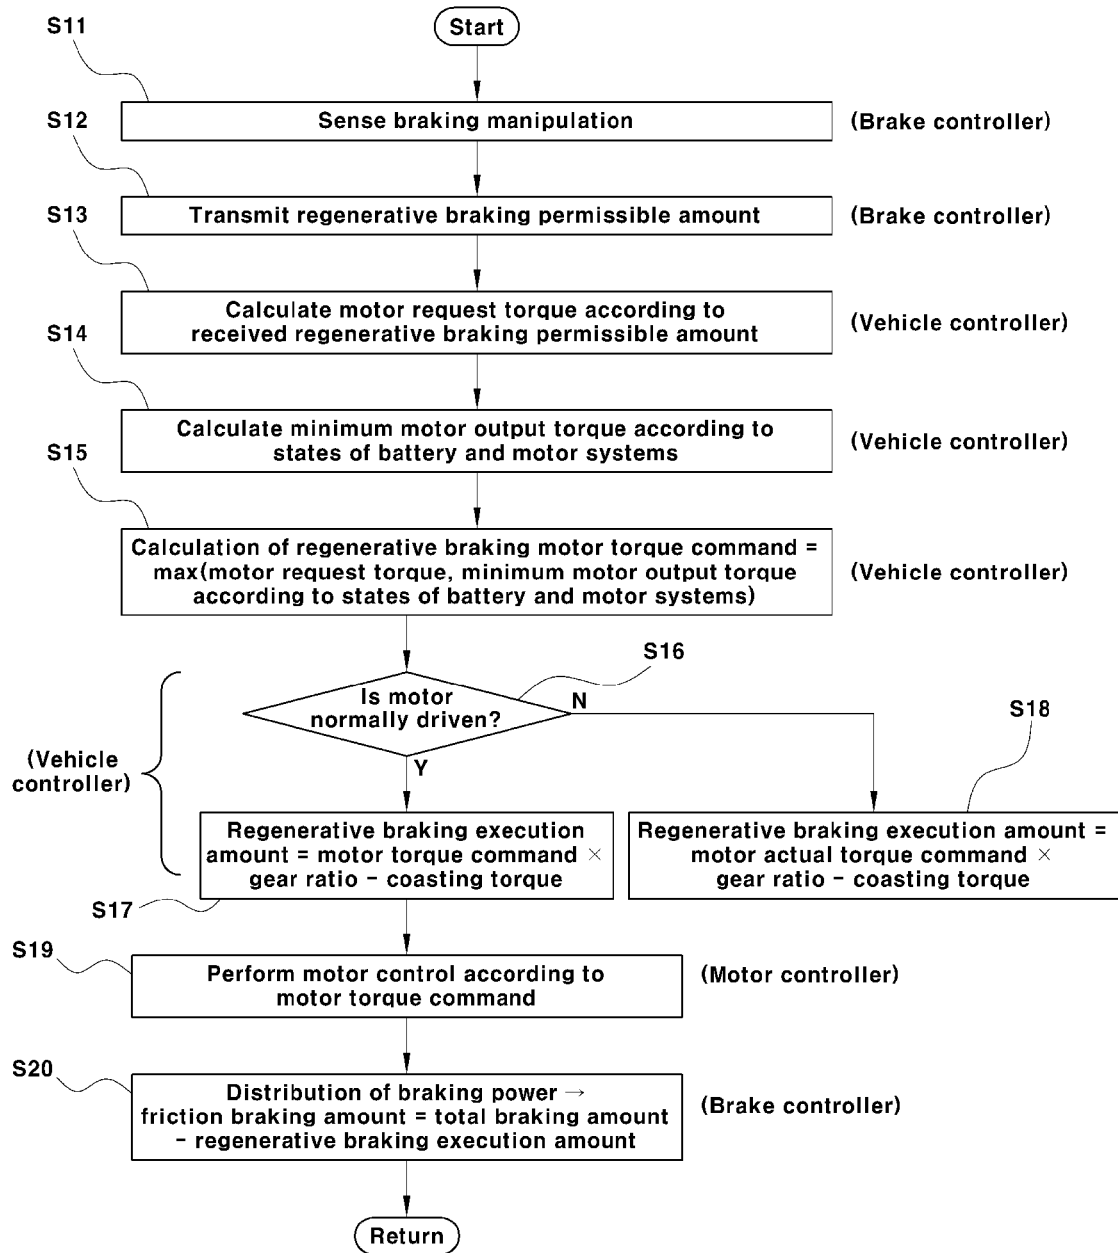 Start
S11
Sense braking manipulation
(Brake controller)
S12
Transmit regenerative braking permissible amount
(Brake controller)
S13
Calculate motor request torque according to
received regenerative braking permissible amount
(Vehicle controller)
S14
Calculate minimum motor output torque according to
states of battery and motor systems
(Vehicle controller)
S15
Calculation of regenerative braking motor torque command =
max(motor request torque, minimum motor output torque
according to states of battery and motor systems)
(Vehicle controller)
S16
Is motor
normally driven?
N
Y
(Vehicle
controller)
S17
Regenerative braking execution
amount = motor torque command ×
gear ratio - coasting torque
S18
Regenerative braking execution amount =
motor actual torque command ×
gear ratio - coasting torque
S19
Perform motor control according to
motor torque command
(Motor controller)
S20
Distribution of braking power →
friction braking amount = total braking amount
- regenerative braking execution amount
(Brake controller)
Return